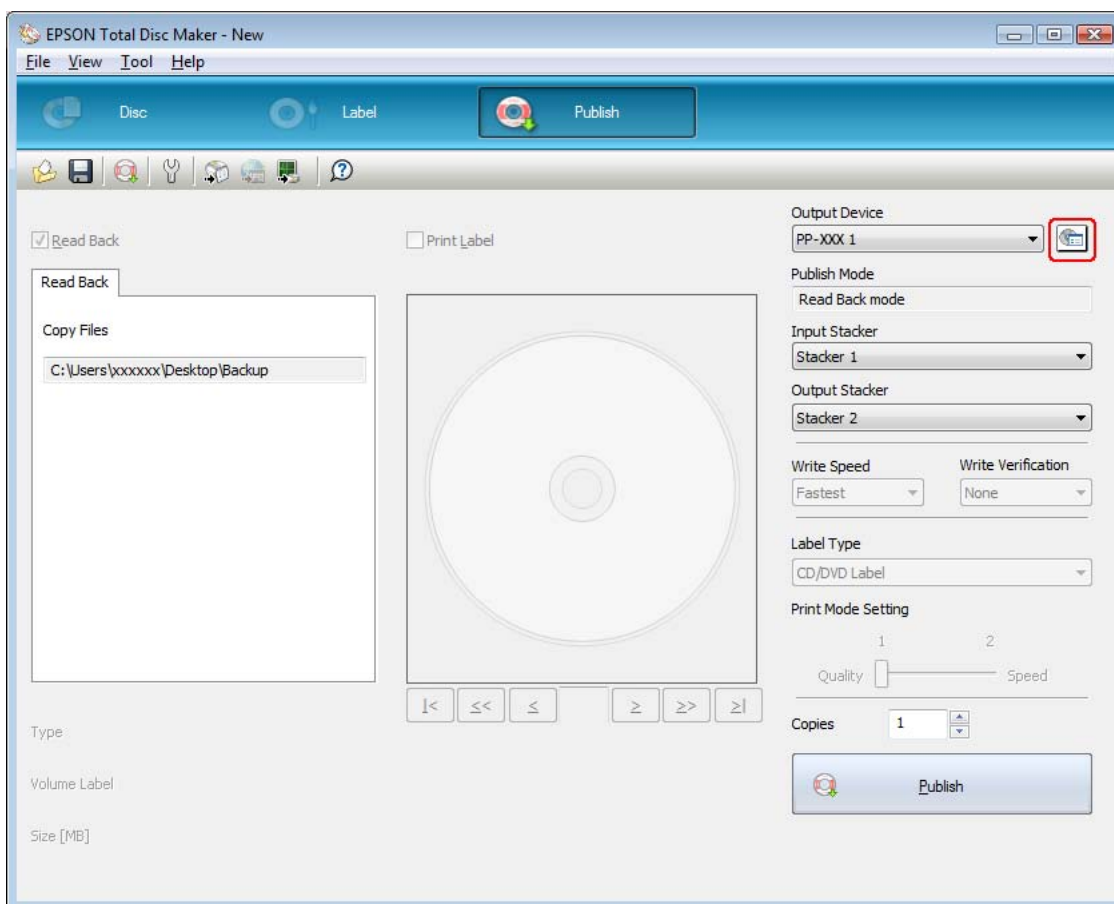 EPSON Total Disc Maker - New
File View Tool Help
Disc Label Publish
Read Back
Print Label
Output Device
PP-XXX 1
Publish Mode
Read Back mode
Input Stacker
Stacker 1
Output Stacker
Stacker 2
Write Speed Write Verification
Fastest None
Label Type
CD/DVD Label
Print Mode Setting
1 2
Quality Speed
Copies 1
Publish
Read Back
Copy Files
C:\Users\xxxxxx\Desktop\Backup
|< << < > >> >|
Type
Volume Label
Size [MB]